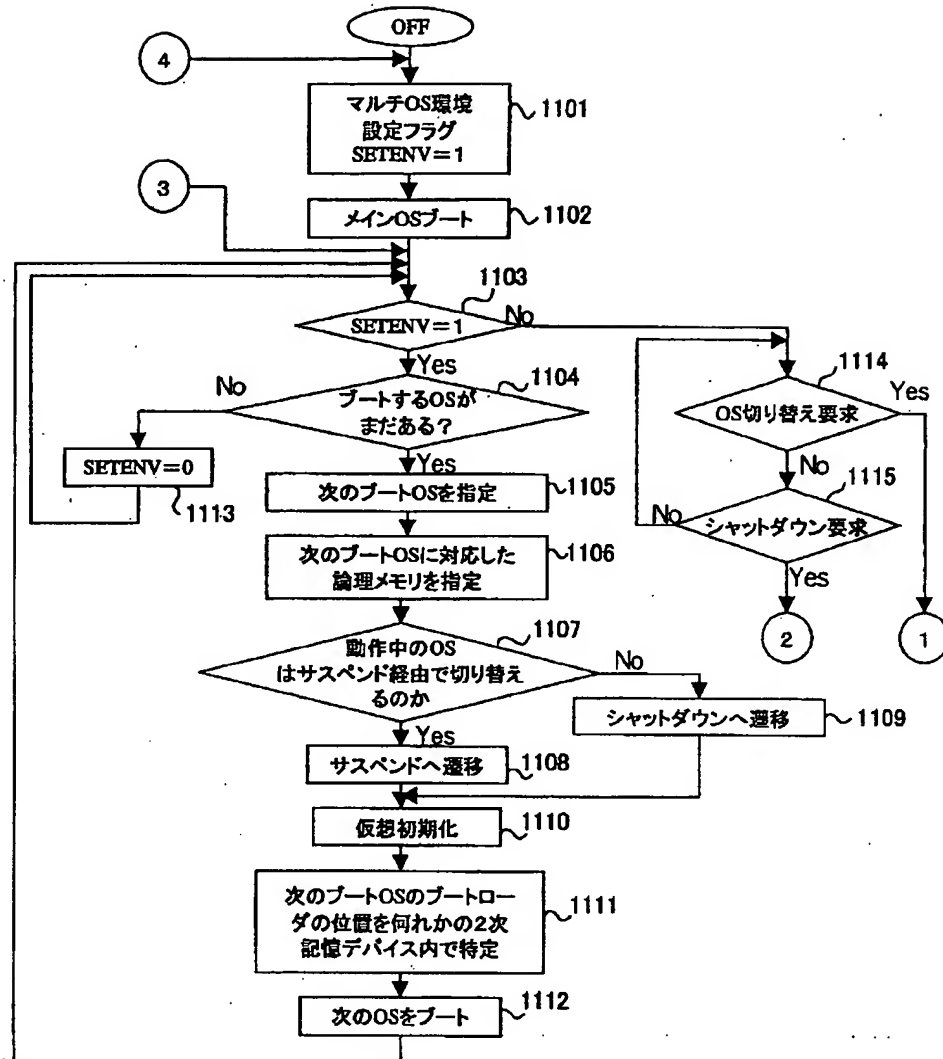 OFF
4
マルチOS環境
設定フラグ
SETENV=1
1101
3
メインOSブート
1102
1103
SETENV=1
No
Yes
1104
No
ブートするOSが
まだある?
1114
Yes
OS切り替え要求
SETENV=0
1113
Yes
次のブートOSを指定
1105
No
1115
No
シャットダウン要求
次のブートOSに対応した
論理メモリを指定
1106
Yes
2
1
1107
動作中のOS
はサスペンド経由で切り替え
るのか
No
シャットダウンへ遷移
1109
Yes
サスペンドへ遷移
1108
仮想初期化
1110
次のブートOSのブートロー
ダの位置を何れかの2次
記憶デバイス内で特定
1111
次のOSをブート
1112